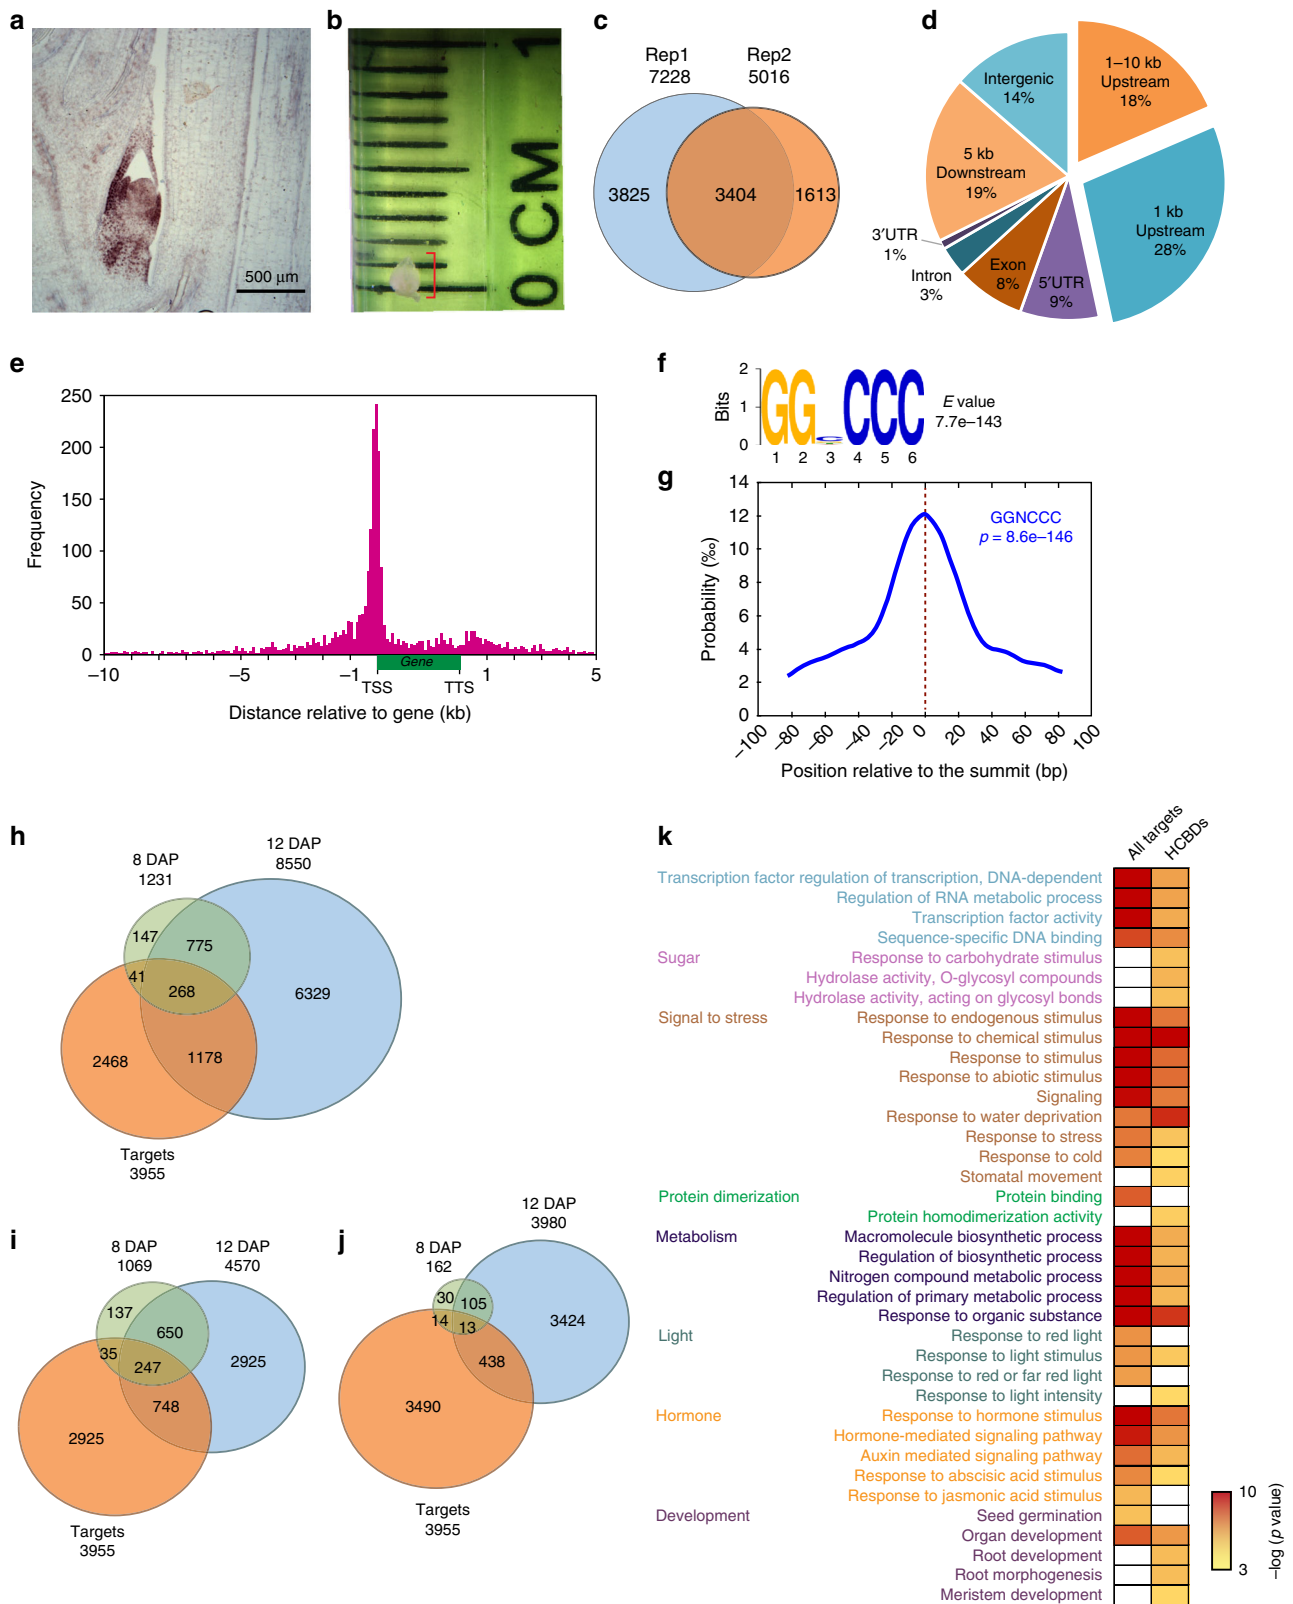 a
500 μm
b
0 CM 1
c
Rep1
7228
Rep2
5016
3825
3404
1613
d
1–10 kb
Upstream
18%
Intergenic
14%
5 kb
Downstream
19%
1 kb
Upstream
28%
3′UTR
1%
Intron
3%
Exon
8%
5′UTR
9%
e
Frequency
250
200
150
100
50
0
Gene
–10
–5
–1
TSS
TTS
1
5
Distance relative to gene (kb)
f
Bits
2
1
0
GG CCC
1 2 3 4 5 6
E value
7.7e–143
g
Probability (‰)
14
12
10
8
6
4
2
0
GGNCCC
p = 8.6e–146
–100 –80 –60 –40 –20 0 20 40 60 80 100
Position relative to the summit (bp)
h
8 DAP
1231
12 DAP
8550
147
775
41
268
6329
2468
1178
Targets
3955
i
8 DAP
1069
12 DAP
4570
137
650
35
247
2925
748
2925
Targets
3955
j
8 DAP
162
12 DAP
3980
30
105
14
13
3424
438
3490
Targets
3955
k
All targets
HCBDs
Transcription factor regulation of transcription, DNA-dependent
Regulation of RNA metabolic process
Transcription factor activity
Sequence-specific DNA binding
Sugar Response to carbohydrate stimulus
Hydrolase activity, O-glycosyl compounds
Hydrolase activity, acting on glycosyl bonds
Signal to stress Response to endogenous stimulus
Response to chemical stimulus
Response to stimulus
Response to abiotic stimulus
Signaling
Response to water deprivation
Response to stress
Response to cold
Stomatal movement
Protein dimerization Protein binding
Protein homodimerization activity
Metabolism Macromolecule biosynthetic process
Regulation of biosynthetic process
Nitrogen compound metabolic process
Regulation of primary metabolic process
Response to organic substance
Light Response to red light
Response to light stimulus
Response to red or far red light
Response to light intensity
Hormone Response to hormone stimulus
Hormone-mediated signaling pathway
Auxin mediated signaling pathway
Response to abscisic acid stimulus
Response to jasmonic acid stimulus
Development Seed germination
Organ development
Root development
Root morphogenesis
Meristem development
10
3
–log (p value)